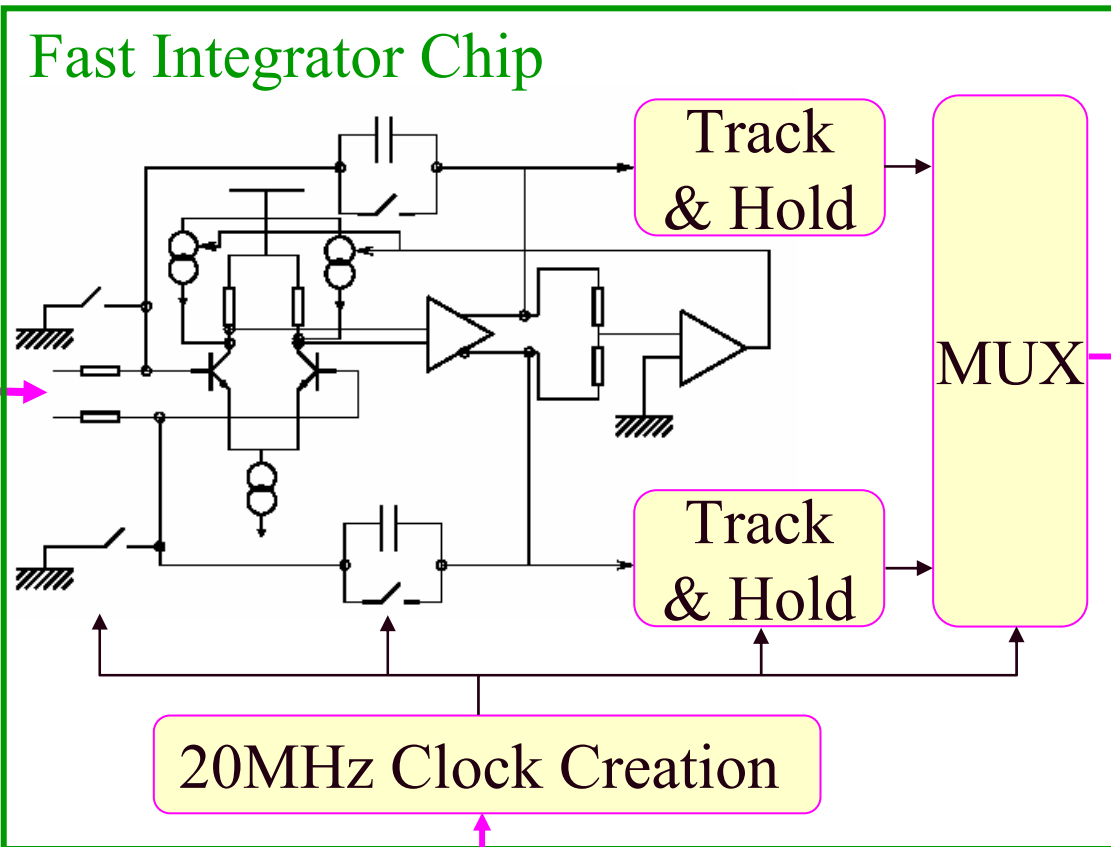 Fast Integrator Chip
Track
& Hold
MUX
Track
& Hold
20MHz Clock Creation